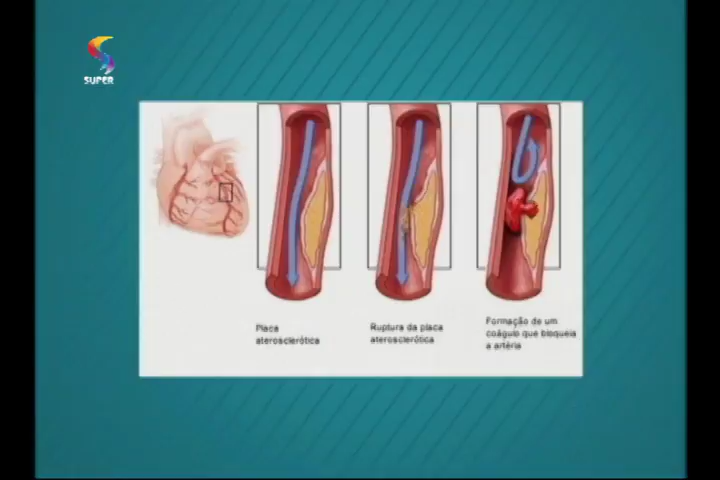 SUPER
Placa
aterosclerótica
Ruptura da placa
aterosclerótica
Formação de um
coágulo que bloqueia
a artéria